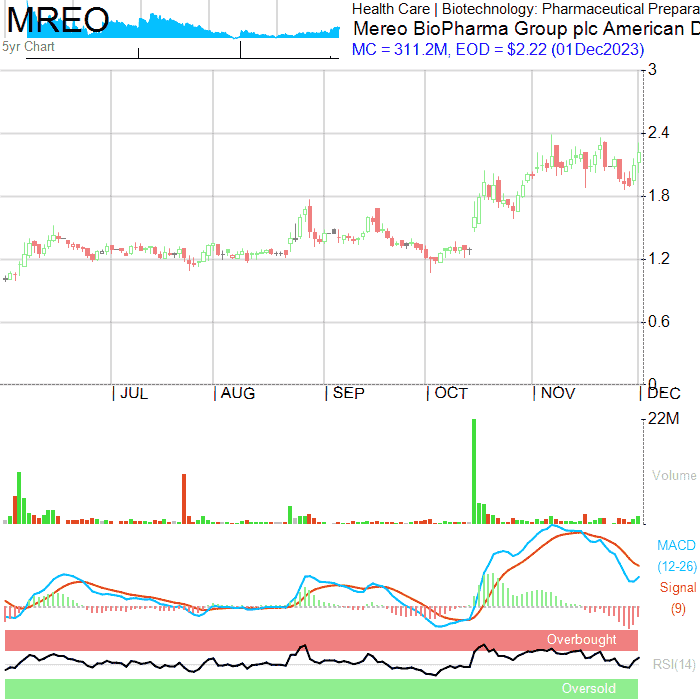 MREO
5yr Chart
Health Care | Biotechnology: Pharmaceutical Prepara
Mereo BioPharma Group plc American D
MC = 311.2M, EOD = $2.22 (01Dec2023)
3
2.4
1.8
1.2
0.6
0
JUL AUG SEP OCT NOV DEC
22M
Volume
MACD
(12-26)
Signal
(9)
Overbought
RSI(14)
Oversold